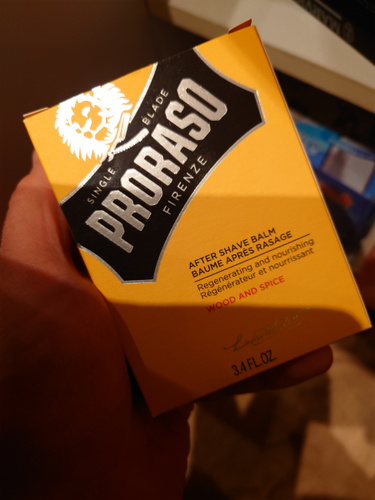 SINGLE BLADE
PRORASO
FIRENZE
AFTER SHAVE BALM
BAUME APRÈS RASAGE
Regenerating and nourishing
Régénérateur et nourrissant
WOOD AND SPICE
3.4 FL.OZ.